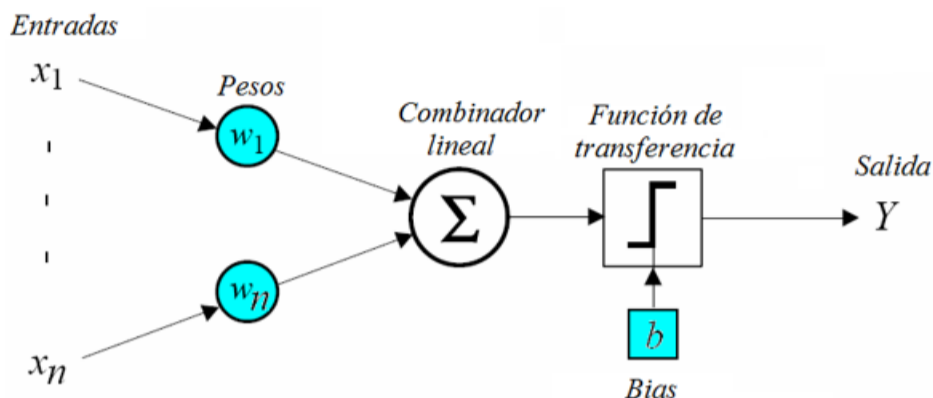 Entradas
x1
Pesos
w1
Combinador
lineal
Σ
Función de
transferencia
Salida
Y
wn
xn
b
Bias